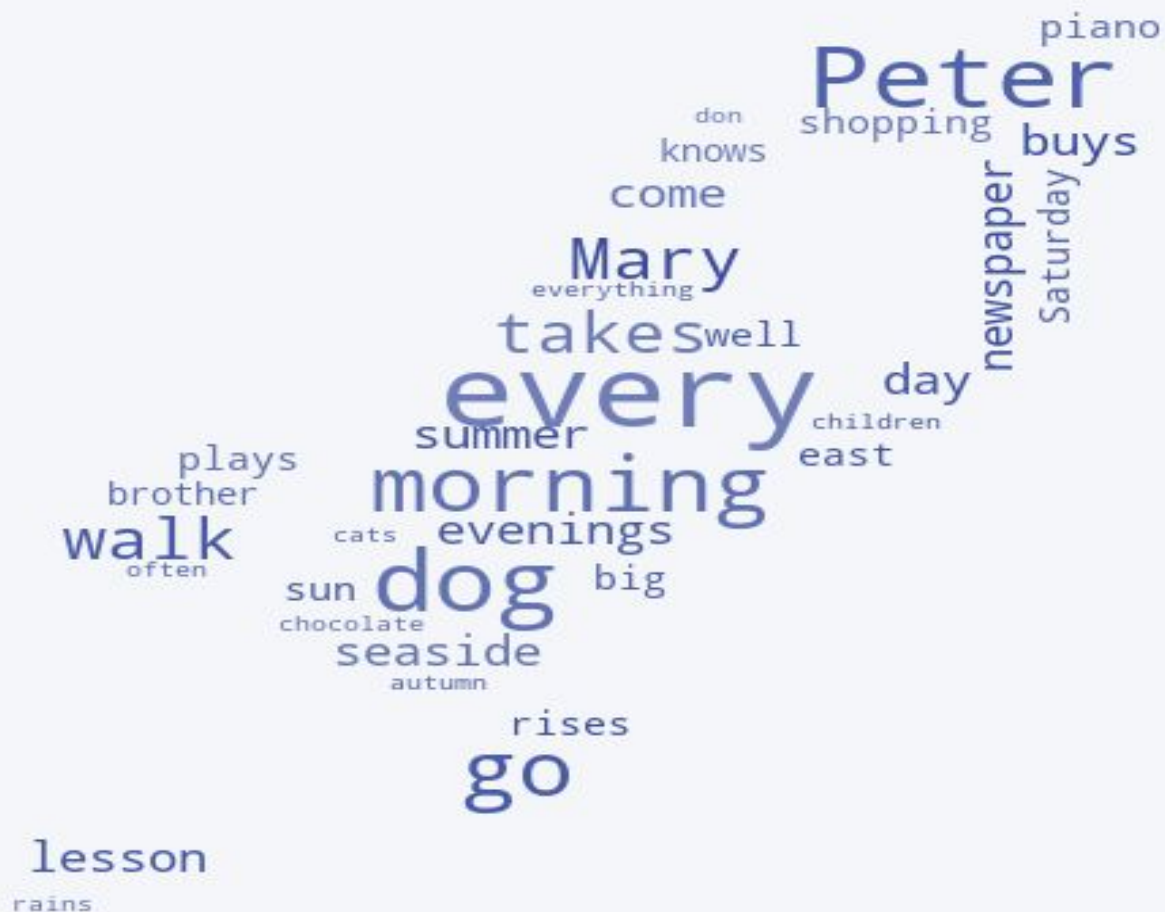 piano
Peter
don
shopping
buys
knows
newspaper
Saturday
come
Mary
everything
takes
well
every
day
children
summer
east
plays
morning
brother
walk
cats
evenings
often
sun
dog
big
chocolate
seaside
autumn
rises
go
lesson
rains